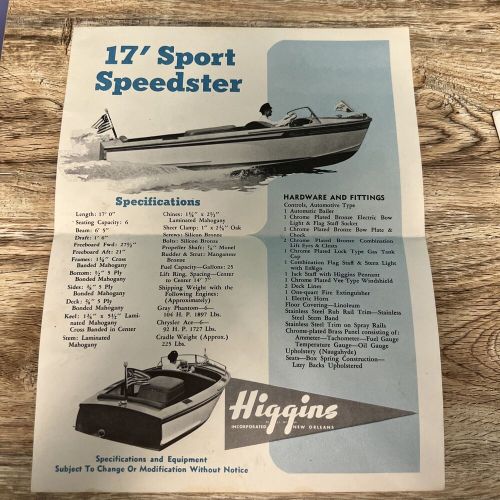 17' Sport
Speedster
Specifications
Length: 17' 0"
Seating Capacity: 6
Beam: 6' 5"
Draft: 1' 8"
Freeboard Fwd: 27½"
Freeboard Aft: 21"
Frames: 1¾" Cross
Banded Mahogany
Bottom: ⅜" 5 Ply
Bonded Mahogany
Sides: ⅜" 5 Ply
Bonded Mahogany
Deck: ⅜" 5 Ply
Bonded Mahogany
Keel: 1¾" x 5½" Lami-
nated Mahogany
Cross Banded in Center
Stem: Laminated
Mahogany
Chines: 1¾" x 2½"
Laminated Mahogany
Sheer Clamp: 1" x 2¾" Oak
Screws: Silicon Bronze
Bolts: Silicon Bronze
Propeller Shaft: ⅞" Monel
Rudder & Strut: Manganese
Bronze
Fuel Capacity—Gallons: 25
Lift Ring, Spacing—Center
to Center 14' 7"
Shipping Weight with the
Following Engines:
(Approximately)
Gray Phantom—6—
104 H. P. 1897 Lbs.
Chrysler Ace—6—
92 H. P. 1727 Lbs.
Cradle Weight (Approx.)
225 Lbs.
HARDWARE AND FITTINGS
Controls, Automotive Type
1 Automatic Bailer
1 Chrome Plated Bronze Electric Bow
Light & Flag Staff Socket
1 Chrome Plated Bronze Bow Plate &
Chock
2 Chrome Plated Bronze Combination
Lift Eyes & Cleats
1 Chrome Plated Lock Type Gas Tank
Cap
1 Combination Flag Staff & Stern Light
with Ensign
1 Jack Staff with Higgins Pennant
1 Chrome Plated Vee Type Windshield
2 Deck Lines
1 One-quart Fire Extinguisher
1 Electric Horn
Floor Covering—Linoleum
Stainless Steel Rub Rail Trim—Stainless
Steel Stem Band
Stainless Steel Trim on Spray Rails
Chrome-plated Brass Panel consisting of:
Ammeter—Tachometer—Fuel Gauge
Temperature Gauge—Oil Gauge
Upholstery (Naugahyde)
Seats—Box Spring Construction—
Lazy Backs Upholstered
Higgins
INCORPORATED NEW ORLEANS
Specifications and Equipment
Subject To Change Or Modification Without Notice